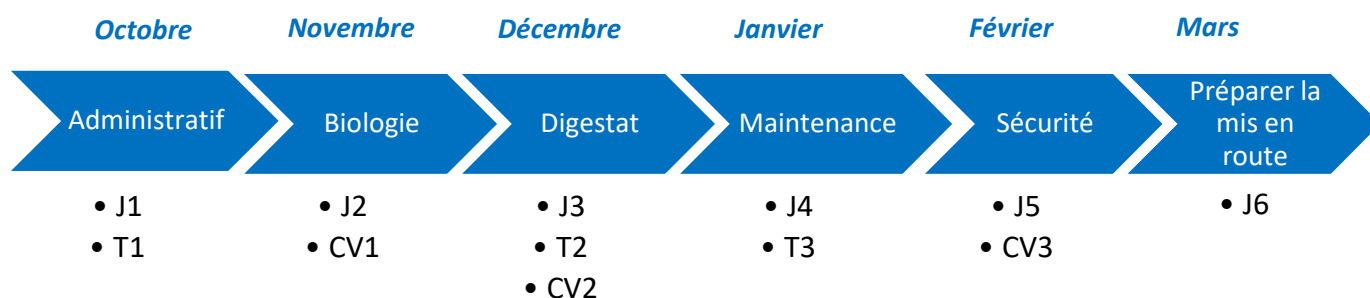 Octobre Novembre Décembre Janvier Février Mars
Administratif Biologie Digestat Maintenance Sécurité Préparer la
mis en
route
• J1 • J2 • J3 • J4 • J5 • J6
• T1 • CV1 • T2 • T3 • CV3
• CV2